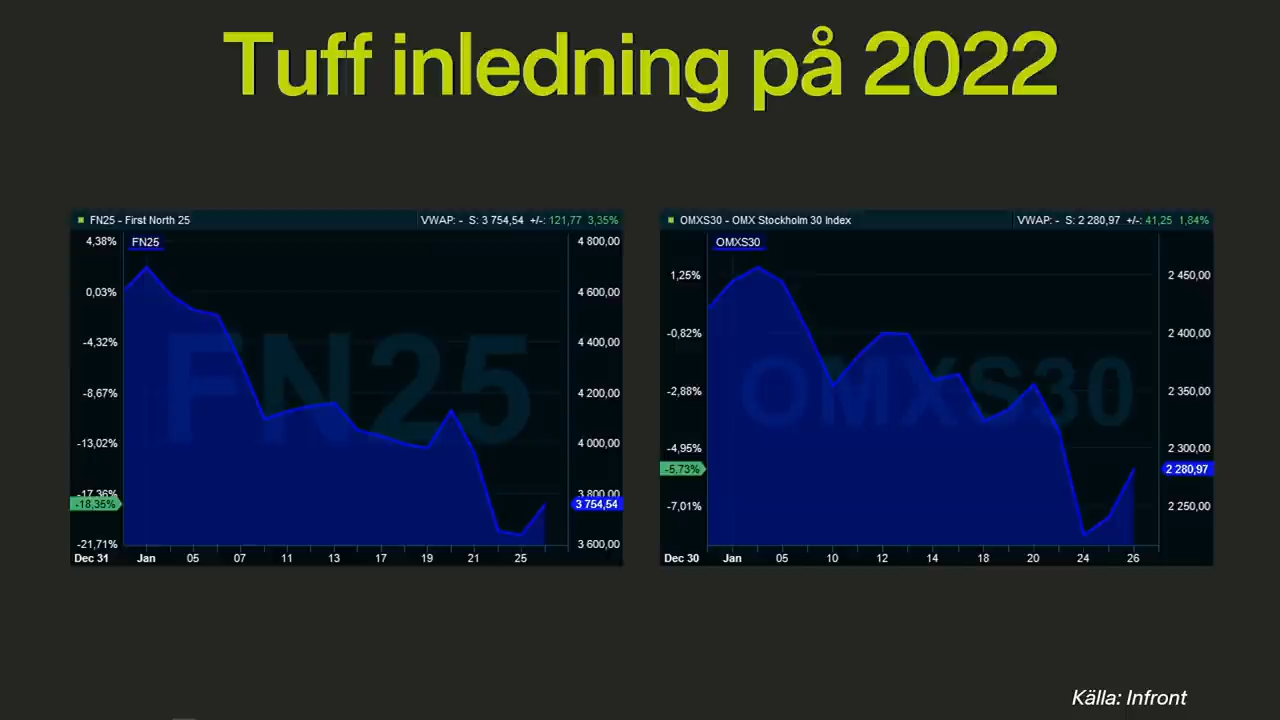 Tuff inledning på 2022
FN25 - First North 25 VWAP: - S: 3 754,54 +/-: 121,77 3,35%
FN25
FN25
4,38%
0,03%
-4,32%
-8,67%
-13,02%
-17,36%
-18,35%
-21,71%
4 800,00
4 600,00
4 400,00
4 200,00
4 000,00
3 800,00
3 754,54
3 600,00
Dec 31 Jan 05 07 11 13 17 19 21 25
OMXS30 - OMX Stockholm 30 Index VWAP: - S: 2 280,97 +/-: 41,25 1,84%
OMXS30
OMXS30
1,25%
-0,82%
-2,88%
-4,95%
-5,73%
-7,01%
2 450,00
2 400,00
2 350,00
2 300,00
2 280,97
2 250,00
Dec 30 Jan 05 10 12 14 18 20 24 26
Källa: Infront